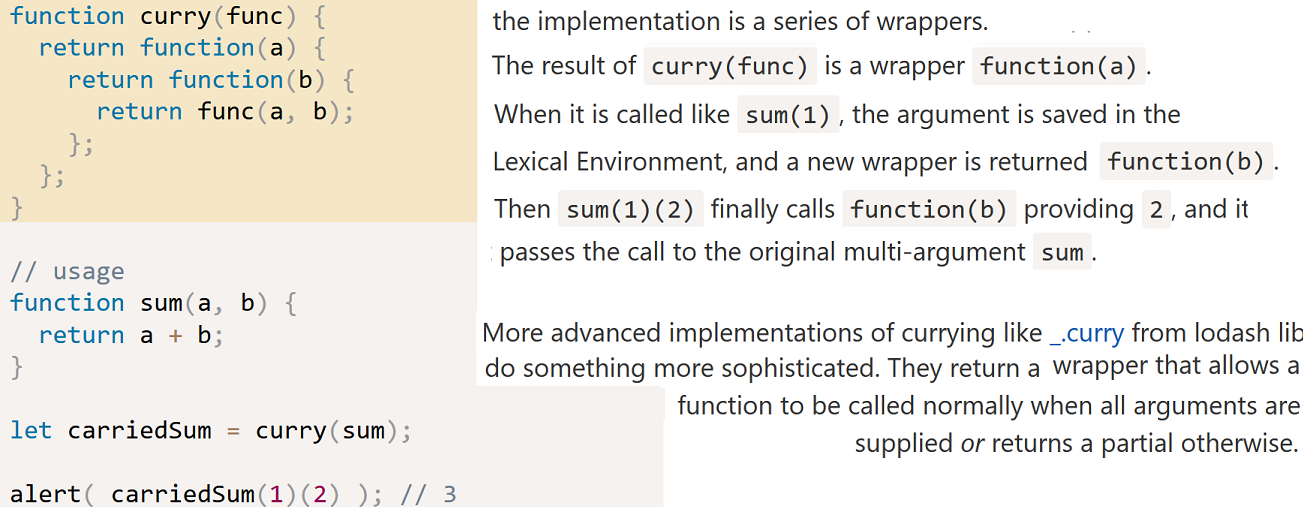 function curry(func) {
  return function(a) {
    return function(b) {
      return func(a, b);
    };
  };
}
// usage
function sum(a, b) {
  return a + b;
}
let carriedSum = curry(sum);
alert( carriedSum(1)(2) ); // 3
the implementation is a series of wrappers.
The result of curry(func) is a wrapper function(a).
When it is called like sum(1), the argument is saved in the
Lexical Environment, and a new wrapper is returned function(b).
Then sum(1)(2) finally calls function(b) providing 2, and it
passes the call to the original multi-argument sum.
More advanced implementations of currying like _.curry from lodash lib
do something more sophisticated. They return a wrapper that allows a
function to be called normally when all arguments are
supplied or returns a partial otherwise.